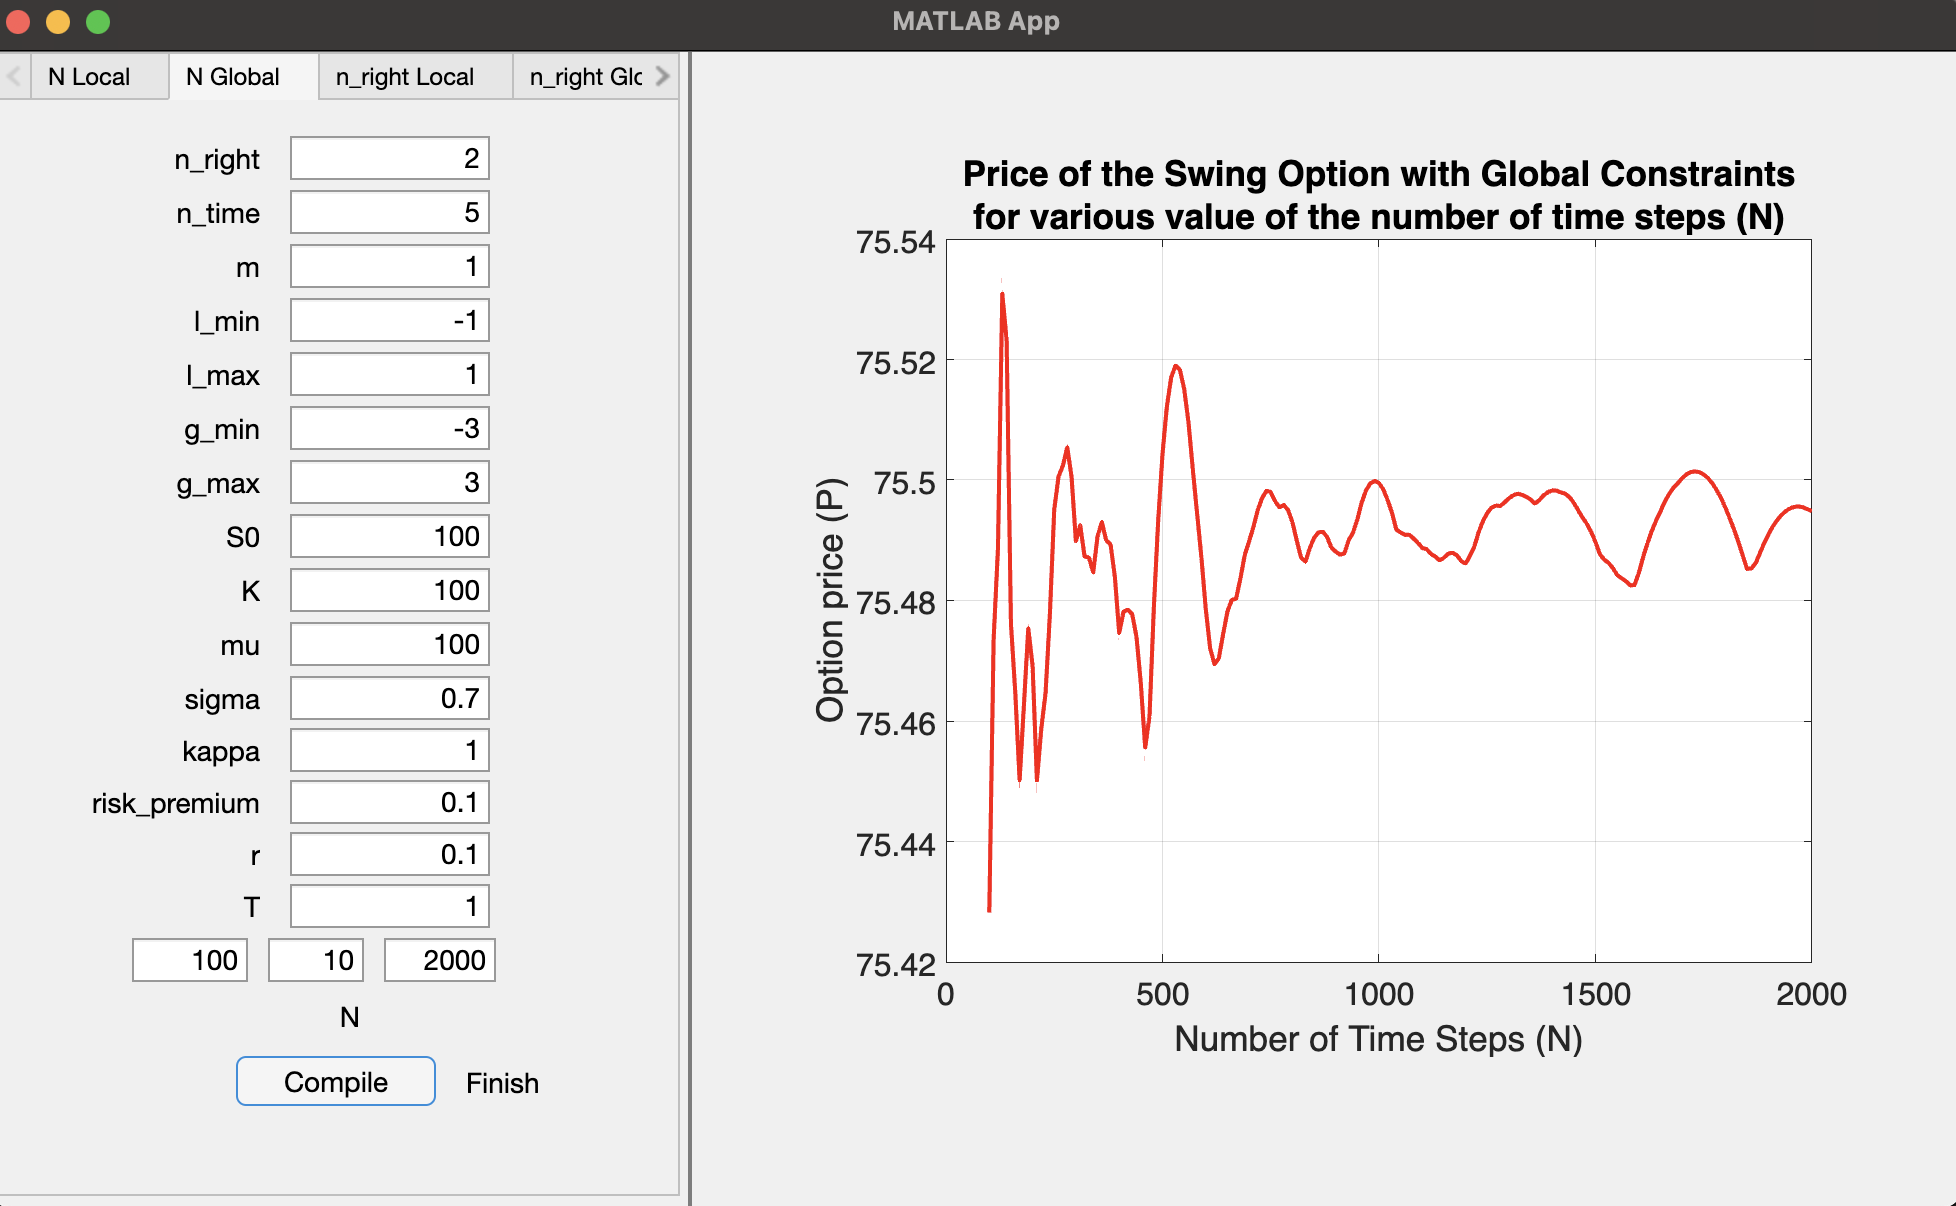 MATLAB App
N Local
N Global
n_right Local
n_right Glo
n_right 2
n_time 5
m 1
l_min -1
l_max 1
g_min -3
g_max 3
S0 100
K 100
mu 100
sigma 0.7
kappa 1
risk_premium 0.1
r 0.1
T 1
100 10 2000
N
Compile Finish
Price of the Swing Option with Global Constraints
for various value of the number of time steps (N)
75.54
75.52
75.5
75.48
75.46
75.44
75.42
Option price (P)
0 500 1000 1500 2000
Number of Time Steps (N)